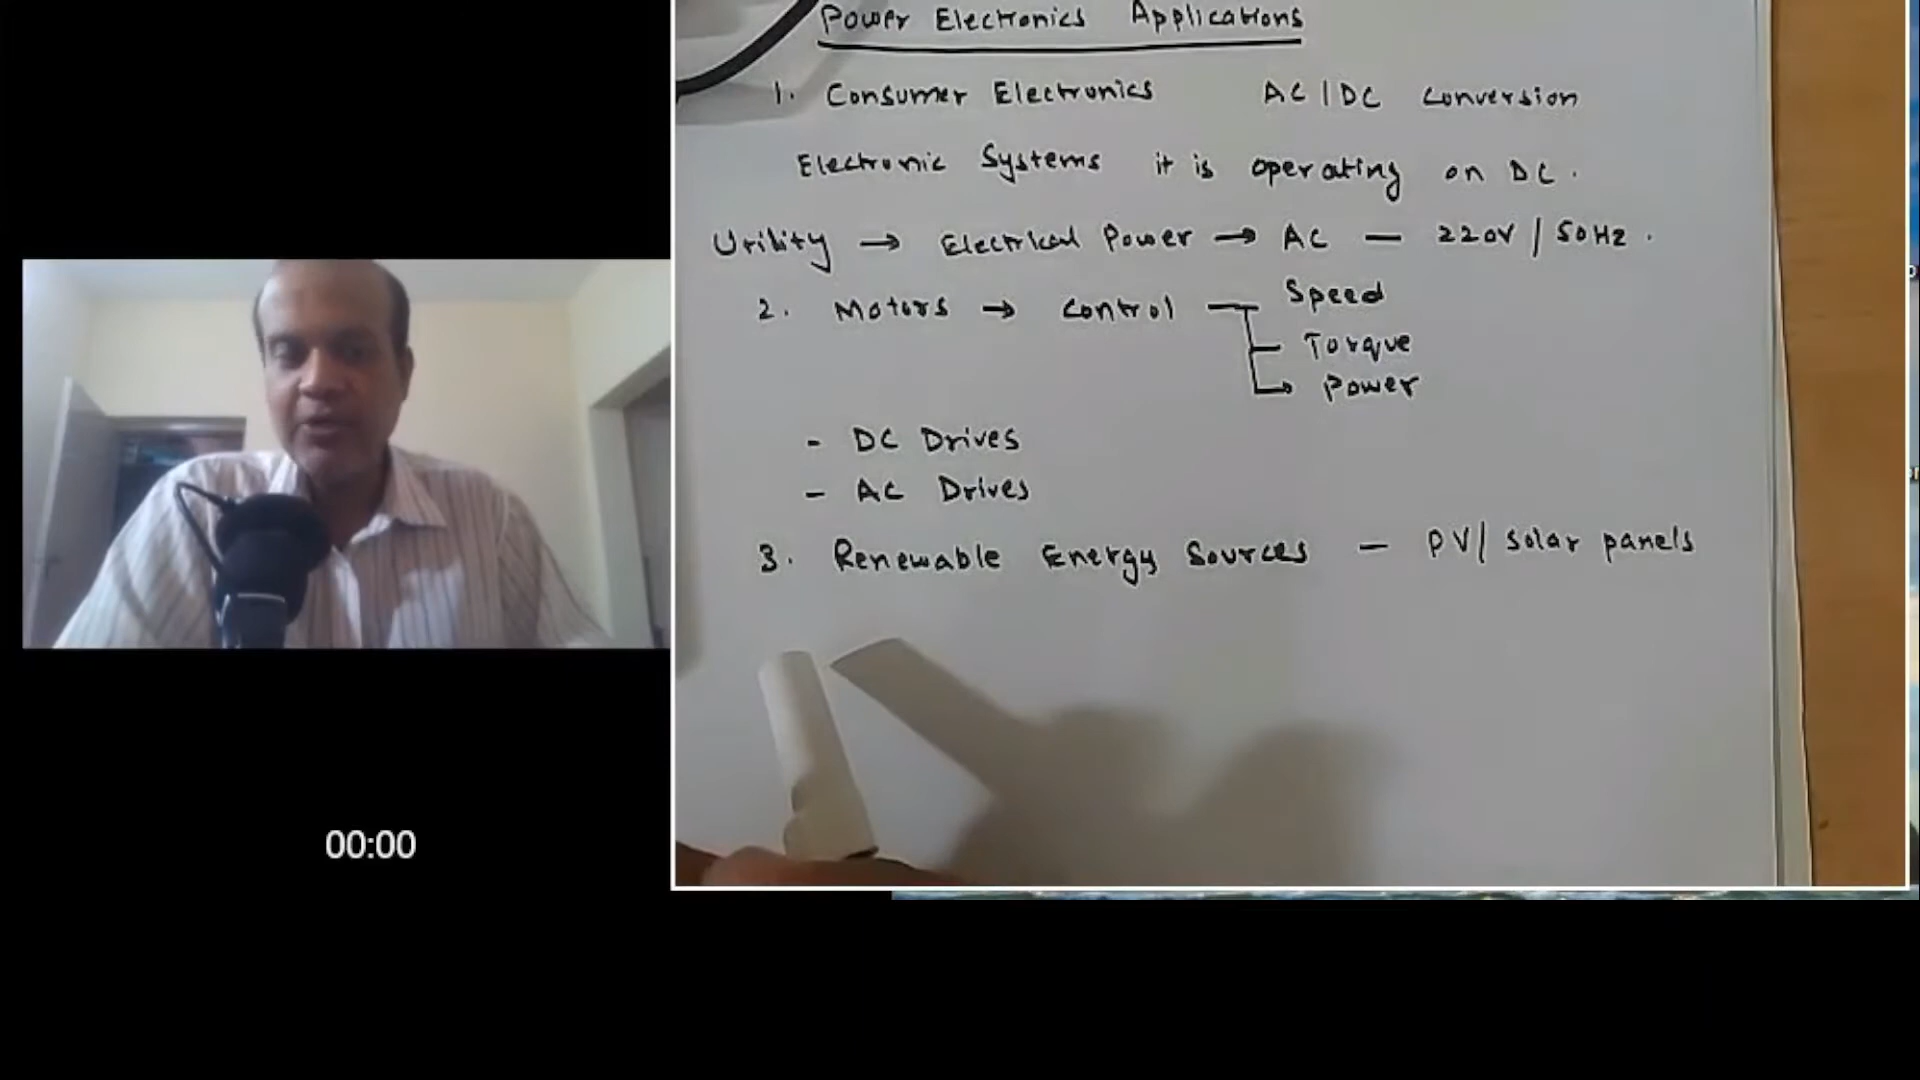 Power Electronics Applications
1. Consumer Electronics AC/DC Conversion
Electronic Systems it is operating on DC.
Utility → Electrical Power → AC — 220V / 50Hz.
2. Motors → Control Speed
Torque
Power
- DC Drives
- AC Drives
3. Renewable Energy Sources — PV/ Solar panels
00:00